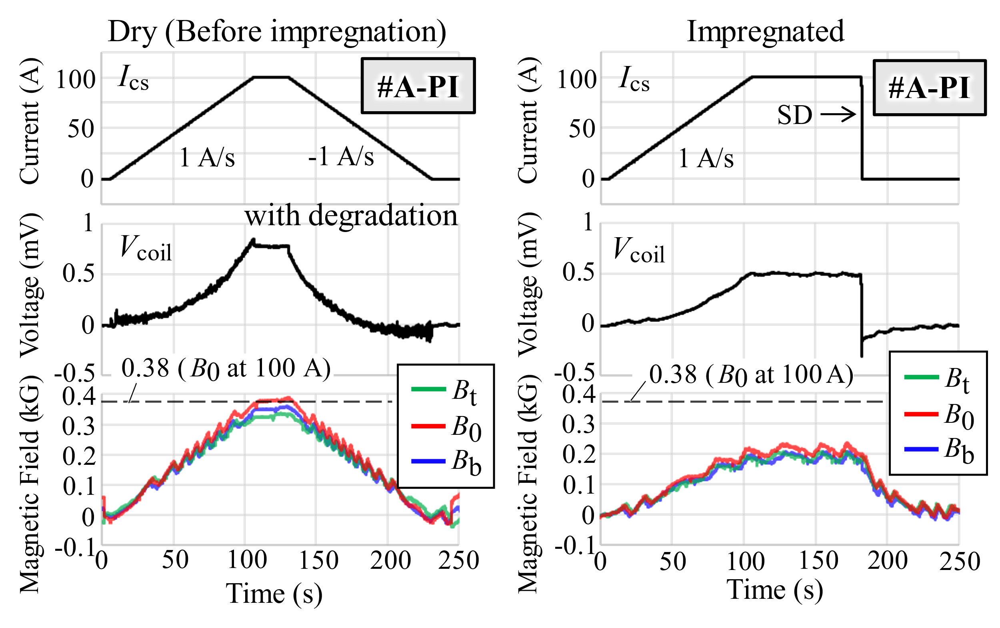 Dry (Before impregnation)
Current (A)
100
50
0
Ics
1 A/s
-1 A/s
#A-PI
with degradation
Voltage (mV)
1
0.5
0
-0.5
Vcoil
0.38 (B0 at 100 A)
Magnetic Field (kG)
0.4
0.3
0.2
0.1
0
-0.1
Bt
B0
Bb
0 50 100 150 200 250
Time (s)
Impregnated
Current (A)
100
50
0
Ics
1 A/s
SD
#A-PI
Voltage (mV)
1
0.5
0
-0.5
Vcoil
0.38 (B0 at 100 A)
Magnetic Field (kG)
0.4
0.3
0.2
0.1
0
-0.1
Bt
B0
Bb
0 50 100 150 200 250
Time (s)